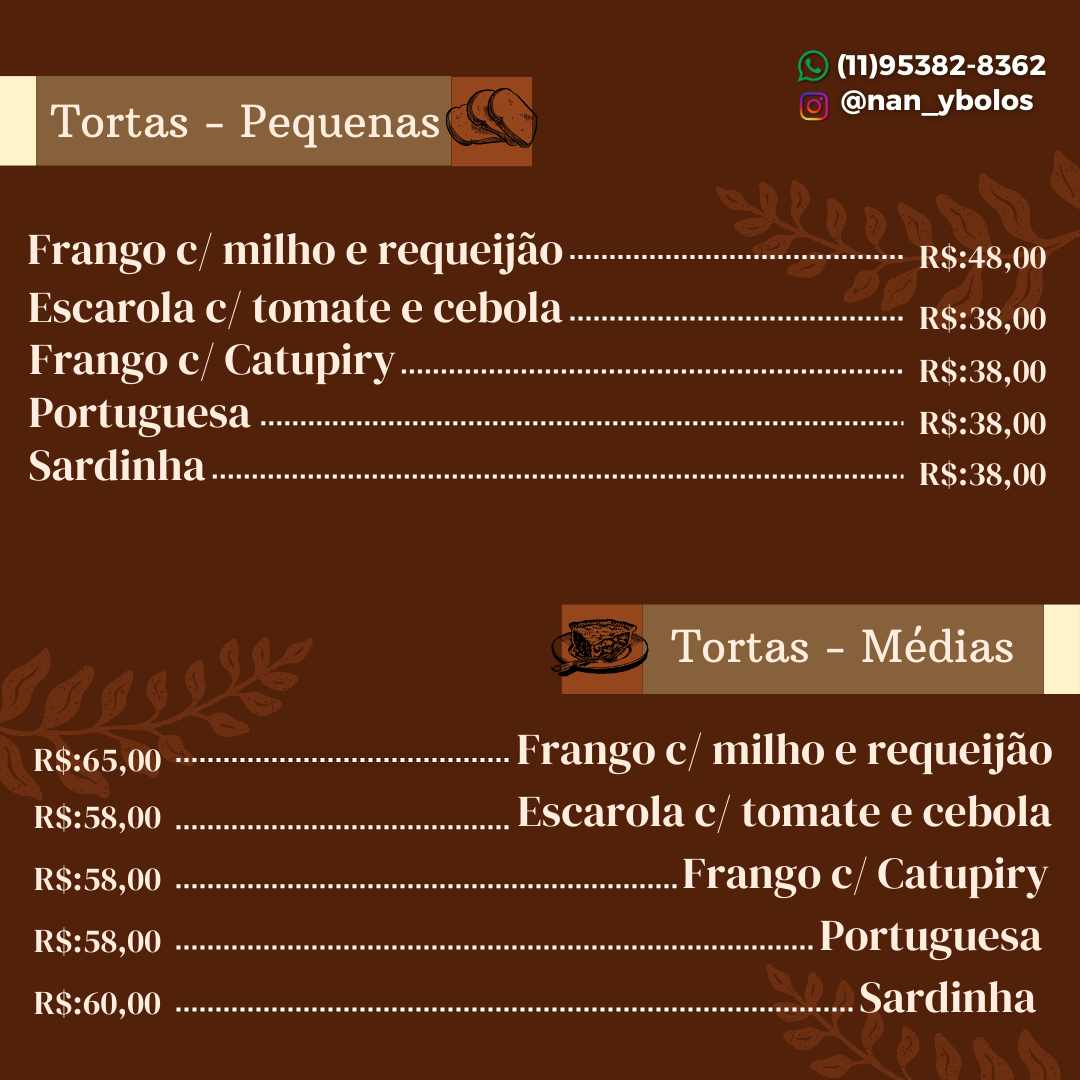 (11)95382-8362
@nan_ybolos
Tortas - Pequenas
Frango c/ milho e requeijão R$:48,00
Escarola c/ tomate e cebola R$:38,00
Frango c/ Catupiry R$:38,00
Portuguesa R$:38,00
Sardinha R$:38,00
Tortas - Médias
R$:65,00 Frango c/ milho e requeijão
R$:58,00 Escarola c/ tomate e cebola
R$:58,00 Frango c/ Catupiry
R$:58,00 Portuguesa
R$:60,00 Sardinha